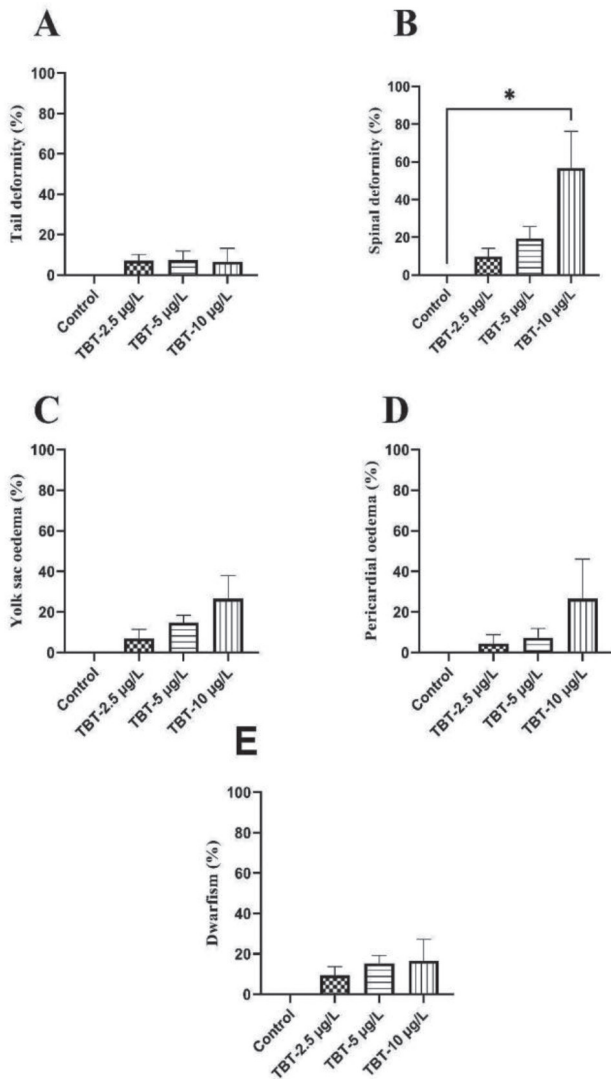 A
Tail deformity (%)
100
80
60
40
20
0
Control
TBT-2.5 µg/L
TBT-5 µg/L
TBT-10 µg/L
B
Spinal deformity (%)
100
80
60
40
20
0
*
Control
TBT-2.5 µg/L
TBT-5 µg/L
TBT-10 µg/L
C
Yolk sac oedema (%)
100
80
60
40
20
0
Control
TBT-2.5 µg/L
TBT-5 µg/L
TBT-10 µg/L
D
Pericardial oedema (%)
100
80
60
40
20
0
Control
TBT-2.5 µg/L
TBT-5 µg/L
TBT-10 µg/L
E
Dwarfism (%)
100
80
60
40
20
0
Control
TBT-2.5 µg/L
TBT-5 µg/L
TBT-10 µg/L